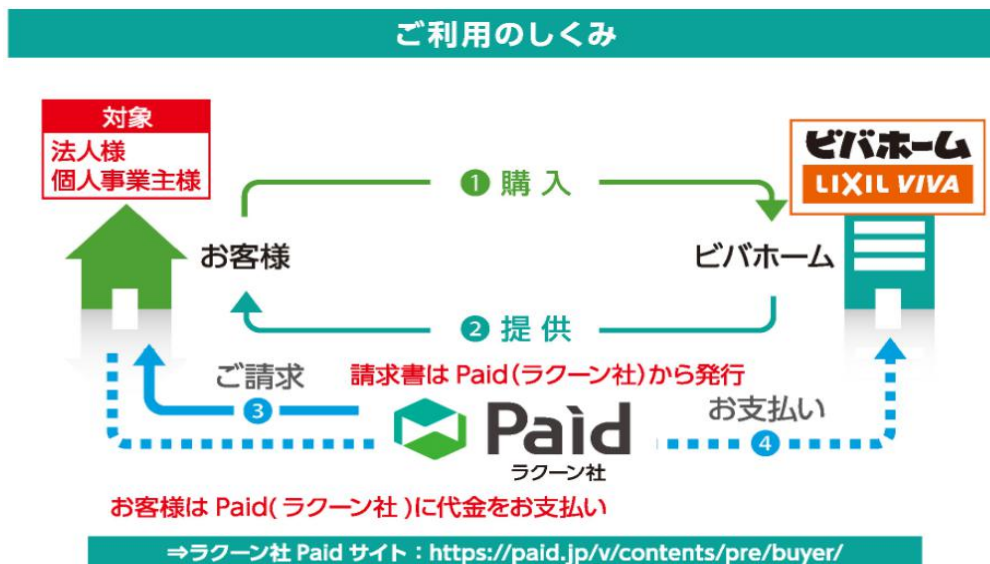 ご利用のしくみ
対象
法人様
個人事業主様
ビバホーム
LIXIL VIVA
❶ 購入
お客様
ビバホーム
❷ 提供
ご請求
❸
請求書は Paid(ラクーン社)から発行
Paid
ラクーン社
お支払い
❹
お客様は Paid( ラクーン社 )に代金をお支払い
⇒ラクーン社 Paid サイト：https://paid.jp/v/contents/pre/buyer/